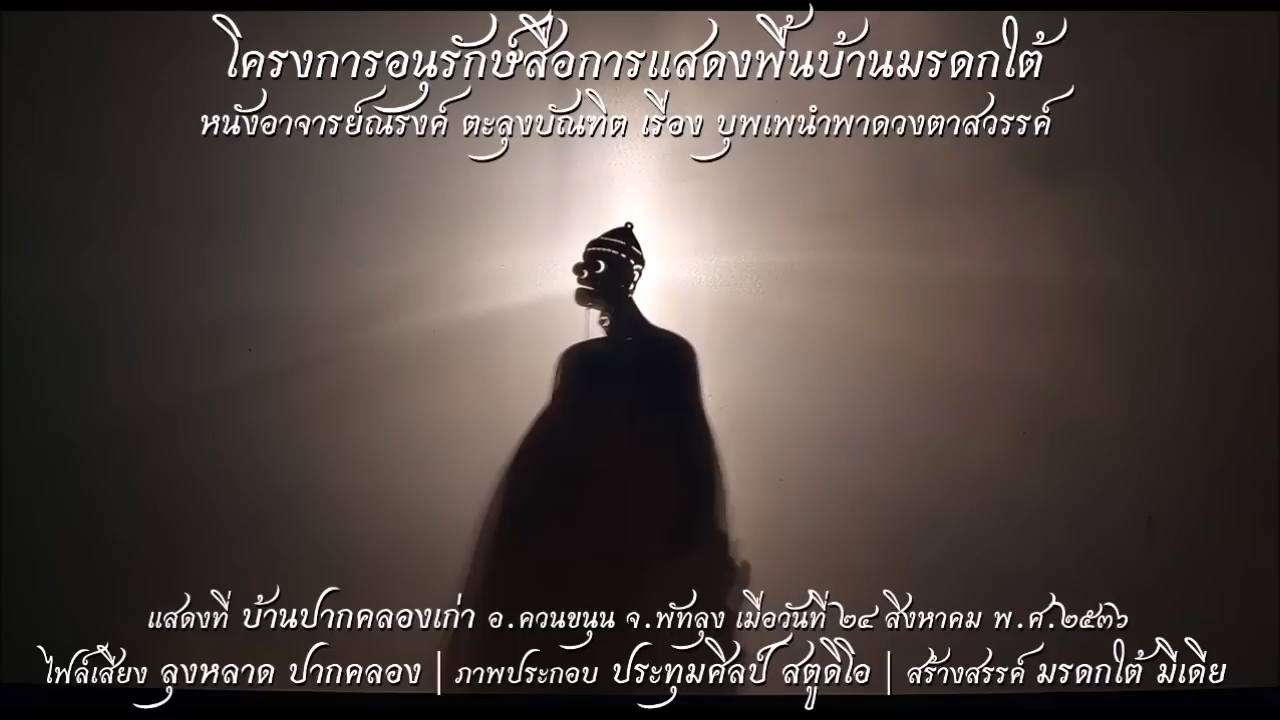 โครงการอนุรักษ์สื่อการแสดงพื้นบ้านมรดกใต้
หนังอาจารย์ณรงค์ ตะลุงบัณฑิต เรื่อง บุพเพนำพาดวงตาสวรรค์
แสดงที่ บ้านปากคลองเก่า อ.ควนขนุน จ.พัทลุง เมื่อวันที่ ๒๔ สิงหาคม พ.ศ.๒๕๓๖
ไฟล์เสียง ลุงหลาด ปากคลอง | ภาพประกอบ ประทุมศิลป์ สตูดิโอ | สร้างสรรค์ มรดกใต้ มีเดีย